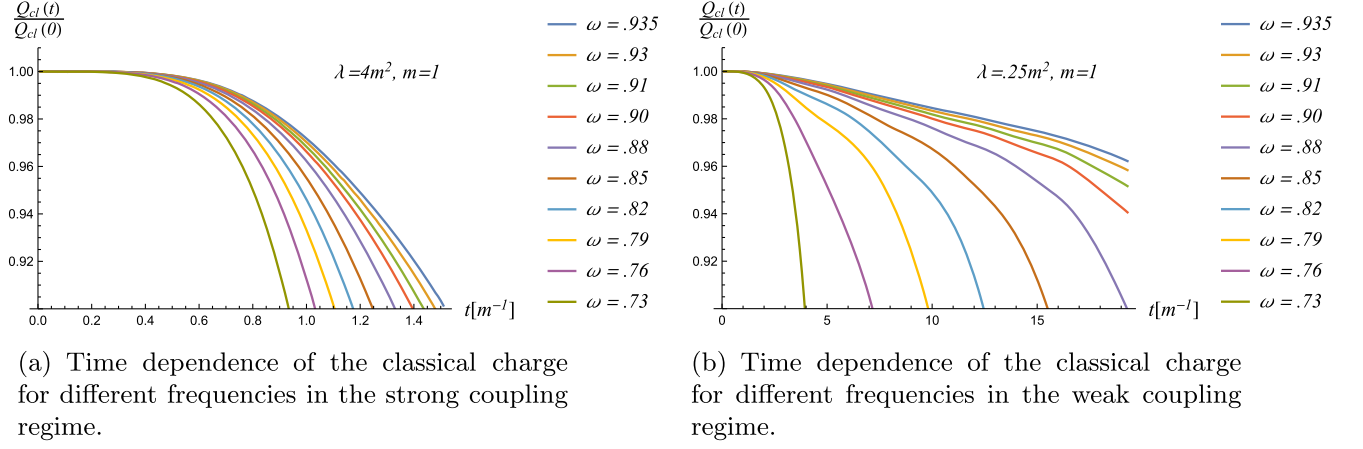 Q_cl (t)
Q_cl (0)
λ=4m², m=1
1.00
0.98
0.96
0.94
0.92
0.0 0.2 0.4 0.6 0.8 1.0 1.2 1.4
t[m⁻¹]
ω = .935
ω = .93
ω = .91
ω = .90
ω = .88
ω = .85
ω = .82
ω = .79
ω = .76
ω = .73
(a) Time dependence of the classical charge
for different frequencies in the strong coupling
regime.
Q_cl (t)
Q_cl (0)
λ=.25m², m=1
1.00
0.98
0.96
0.94
0.92
0 5 10 15
t[m⁻¹]
ω = .935
ω = .93
ω = .91
ω = .90
ω = .88
ω = .85
ω = .82
ω = .79
ω = .76
ω = .73
(b) Time dependence of the classical charge
for different frequencies in the weak coupling
regime.